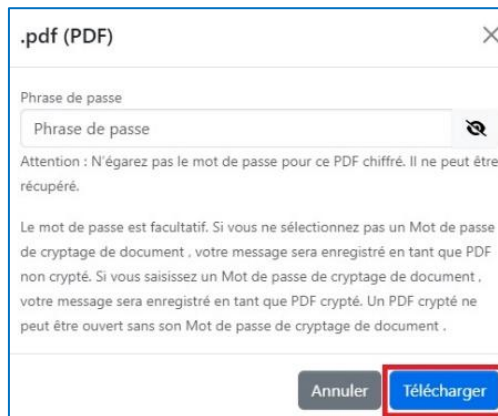 .pdf (PDF)
Phrase de passe
Phrase de passe
Attention : N'égarez pas le mot de passe pour ce PDF chiffré. Il ne peut être
récupéré.
Le mot de passe est facultatif. Si vous ne sélectionnez pas un Mot de passe
de cryptage de document , votre message sera enregistré en tant que PDF
non crypté. Si vous saisissez un Mot de passe de cryptage de document ,
votre message sera enregistré en tant que PDF crypté. Un PDF crypté ne
peut être ouvert sans son Mot de passe de cryptage de document .
Annuler Télécharger